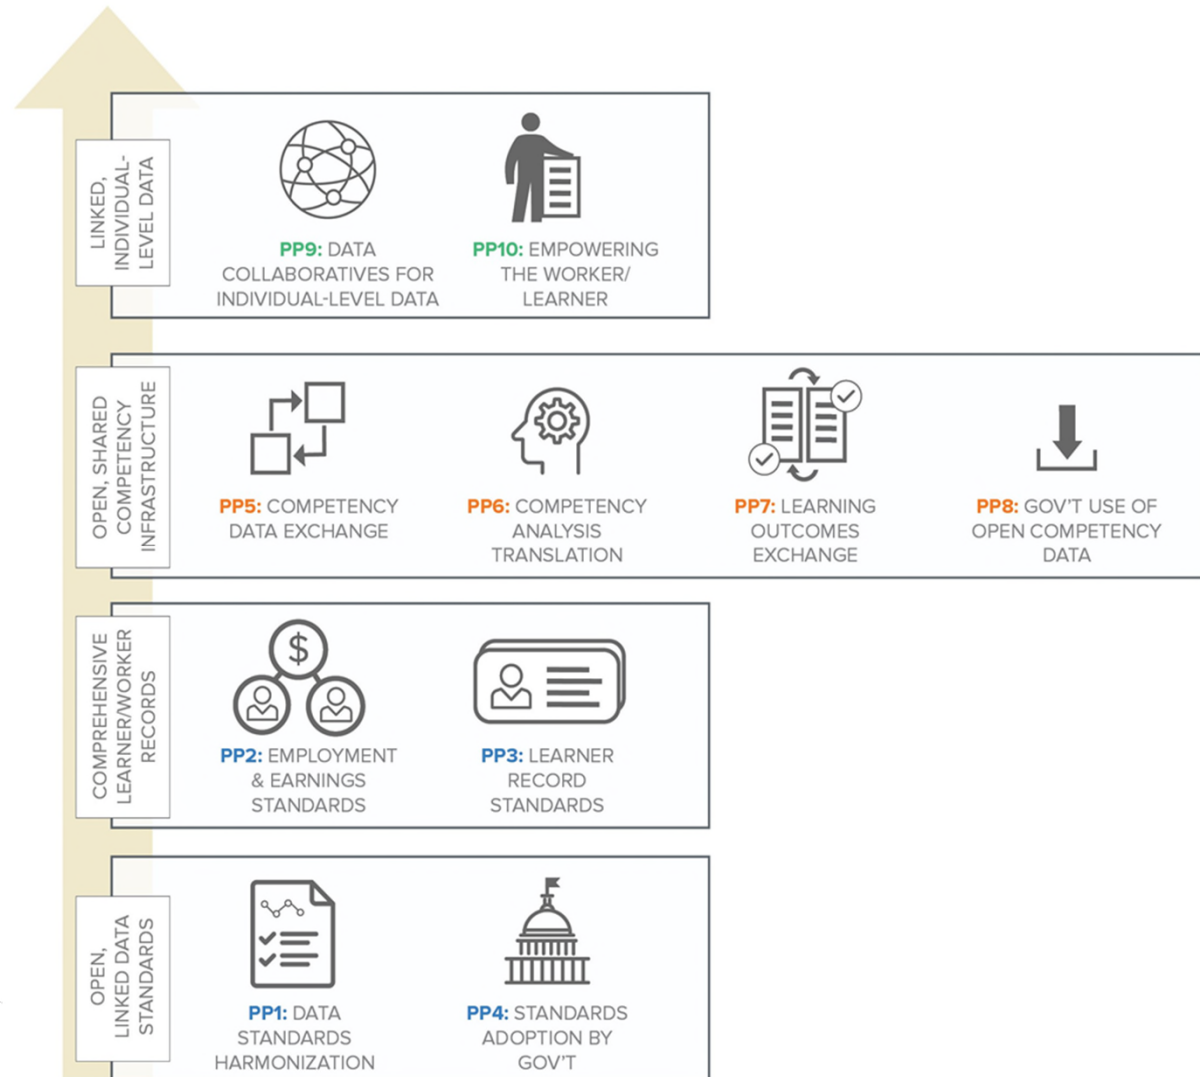 LINKED,
INDIVIDUAL-
LEVEL DATA
PP9: DATA
COLLABORATIVES FOR
INDIVIDUAL-LEVEL DATA
PP10: EMPOWERING
THE WORKER/
LEARNER
OPEN, SHARED
COMPETENCY
INFRASTRUCTURE
PP5: COMPETENCY
DATA EXCHANGE
PP6: COMPETENCY
ANALYSIS
TRANSLATION
PP7: LEARNING
OUTCOMES
EXCHANGE
PP8: GOV'T USE OF
OPEN COMPETENCY
DATA
COMPREHENSIVE
LEARNER/WORKER
RECORDS
$
PP2: EMPLOYMENT
& EARNINGS
STANDARDS
PP3: LEARNER
RECORD
STANDARDS
OPEN,
LINKED DATA
STANDARDS
PP1: DATA
STANDARDS
HARMONIZATION
PP4: STANDARDS
ADOPTION BY
GOV'T